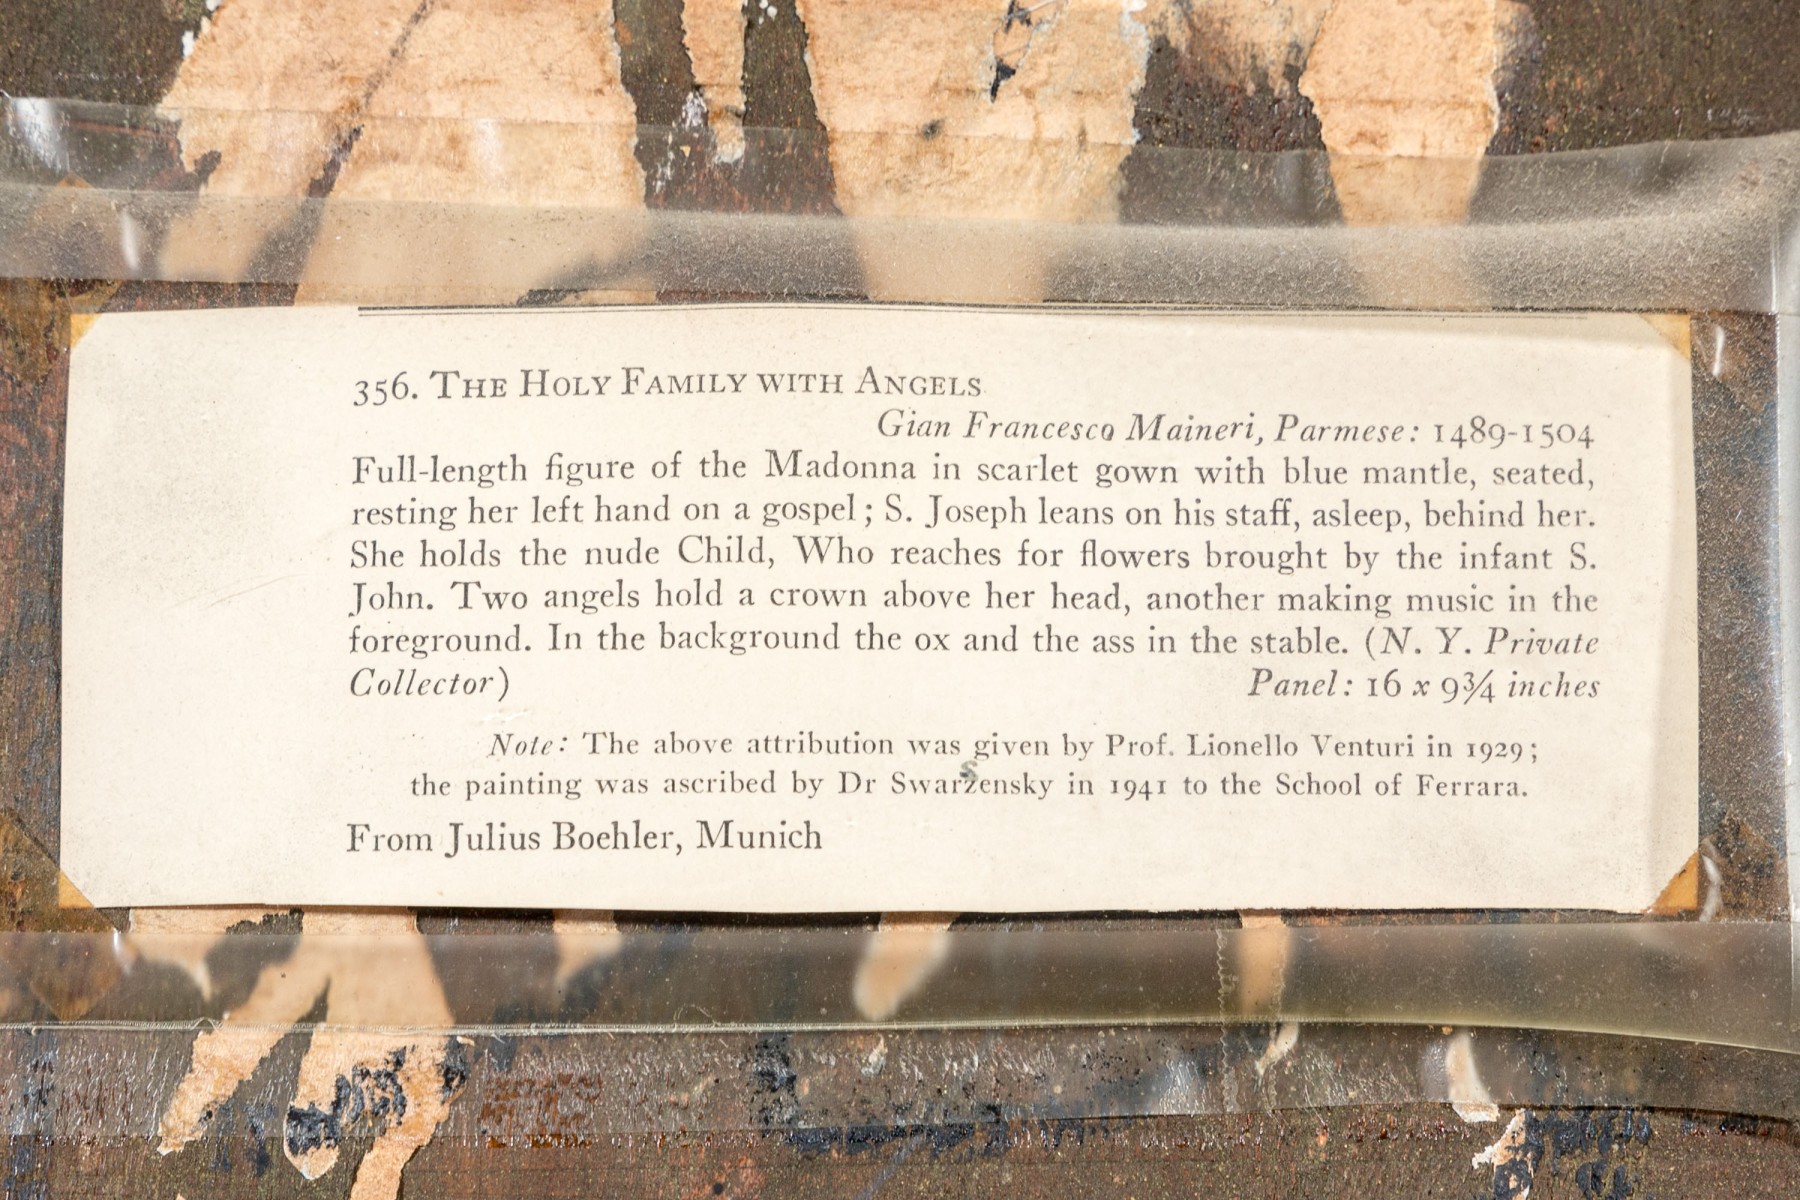 356. THE HOLY FAMILY WITH ANGELS
Gian Francesco Maineri, Parmese: 1489-1504
Full-length figure of the Madonna in scarlet gown with blue mantle, seated,
resting her left hand on a gospel; S. Joseph leans on his staff, asleep, behind her.
She holds the nude Child, Who reaches for flowers brought by the infant S.
John. Two angels hold a crown above her head, another making music in the
foreground. In the background the ox and the ass in the stable. (N. Y. Private
Collector) Panel: 16 x 9¾ inches
Note: The above attribution was given by Prof. Lionello Venturi in 1929;
the painting was ascribed by Dr Swarzensky in 1941 to the School of Ferrara.
From Julius Boehler, Munich